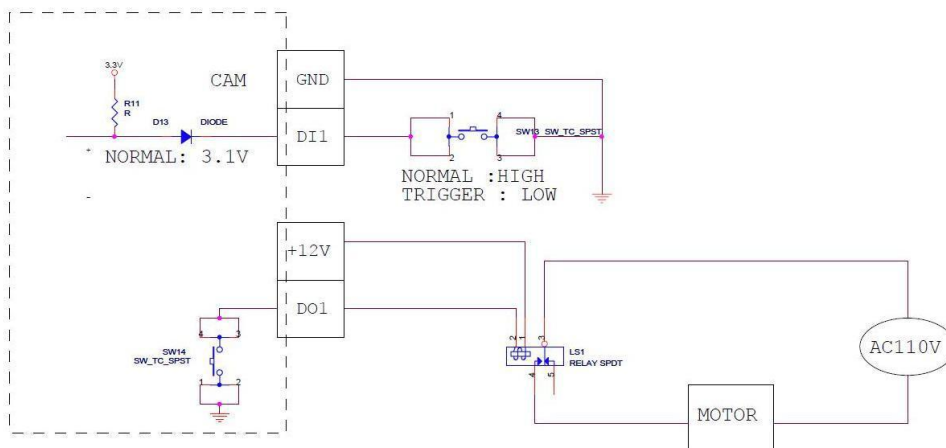 3.3V
R11
R
CAM
GND
D13 DIODE
DI1
+
NORMAL: 3.1V
-
1 4
SW13 SW_TC_SPST
2 3
NORMAL :HIGH
TRIGGER : LOW
+12V
DO1
4 3
SW14
SW_TC_SPST
1 2
2 1 3
LS1
RELAY SPDT
4 5
AC110V
MOTOR